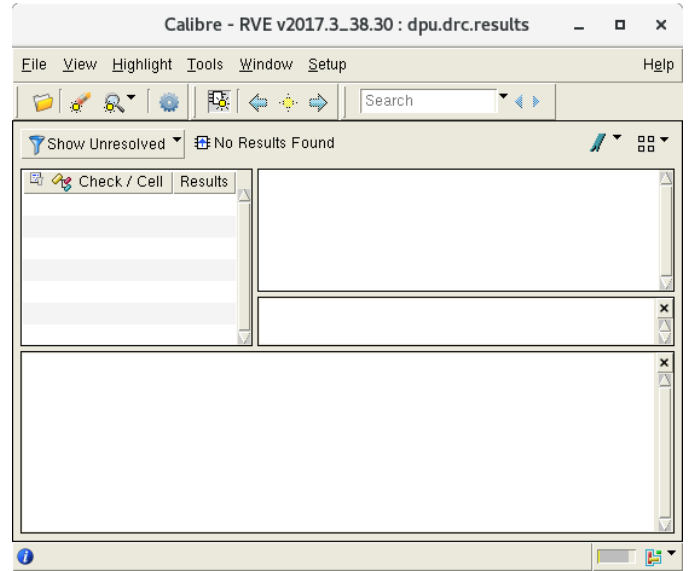 Calibre - RVE v2017.3_38.30 : dpu.drc.results
File View Highlight Tools Window Setup Help
Search
Show Unresolved No Results Found
Check / Cell Results